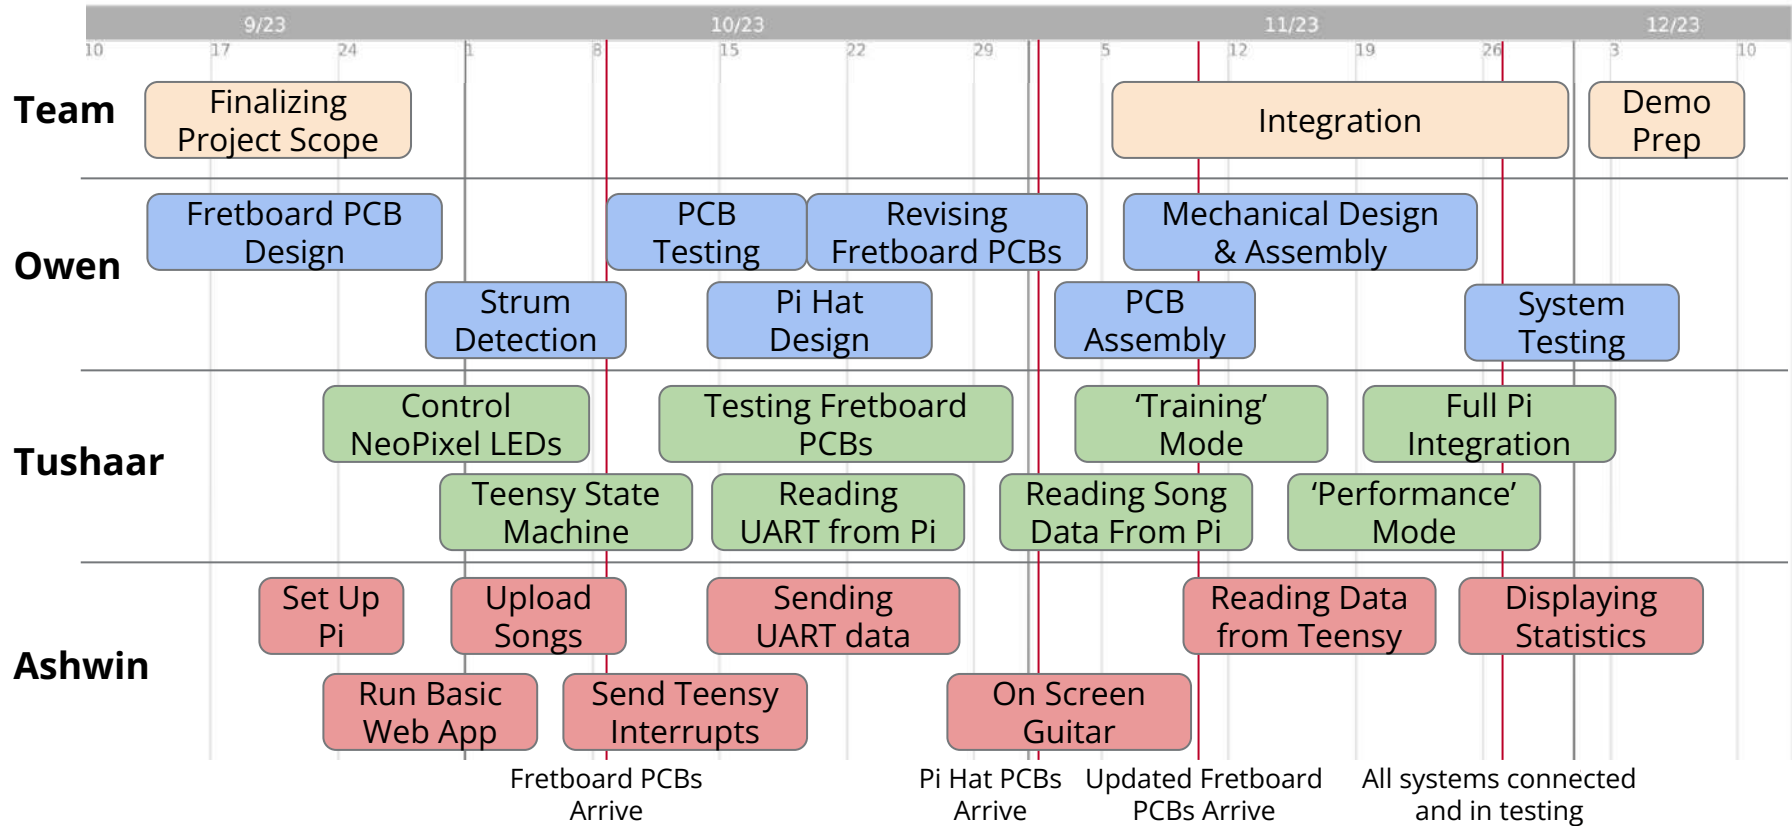 9/23 10/23 11/23 12/23
10 17 24 1 8 15 22 29 5 12 19 26 3 10
Team
Finalizing
Project Scope
Integration
Demo
Prep
Owen
Fretboard PCB
Design
PCB
Testing
Revising
Fretboard PCBs
Mechanical Design
& Assembly
Strum
Detection
Pi Hat
Design
PCB
Assembly
System
Testing
Tushaar
Control
NeoPixel LEDs
Testing Fretboard
PCBs
‘Training’
Mode
Full Pi
Integration
Teensy State
Machine
Reading
UART from Pi
Reading Song
Data From Pi
‘Performance’
Mode
Ashwin
Set Up
Pi
Upload
Songs
Sending
UART data
Reading Data
from Teensy
Displaying
Statistics
Run Basic
Web App
Send Teensy
Interrupts
On Screen
Guitar
Fretboard PCBs
Arrive
Pi Hat PCBs
Arrive
Updated Fretboard
PCBs Arrive
All systems connected
and in testing